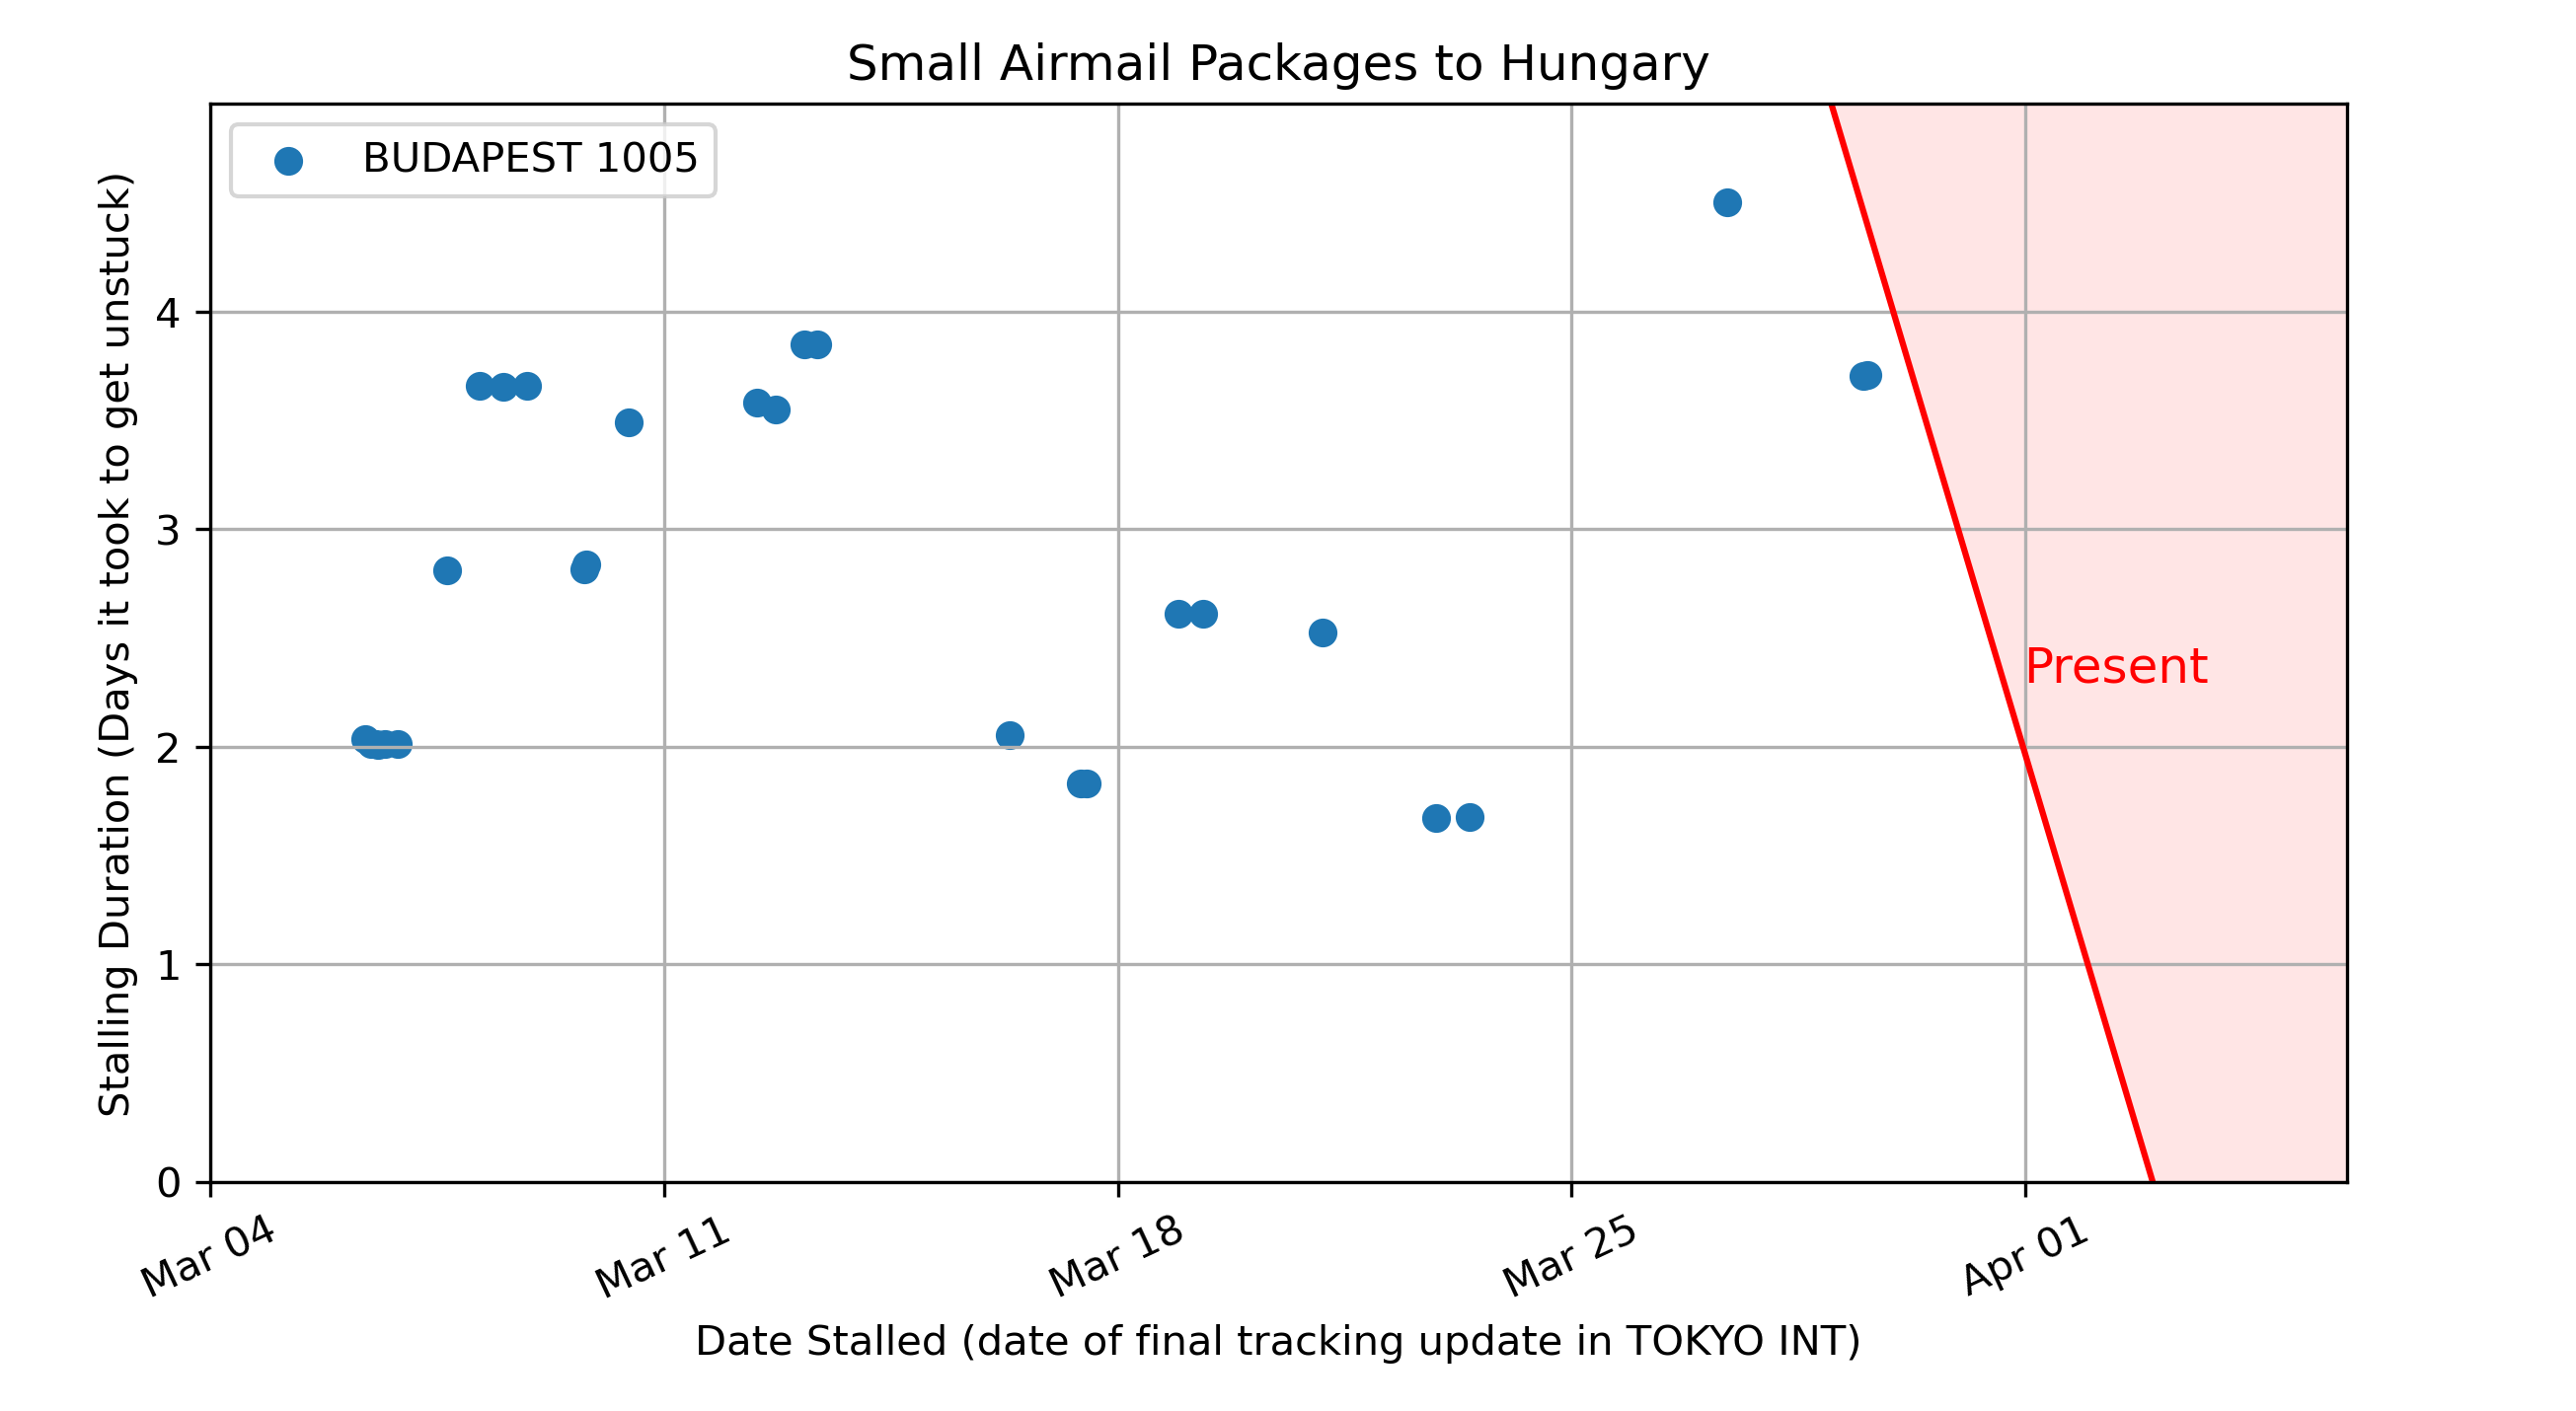 Small Airmail Packages to Hungary
BUDAPEST 1005
Stalling Duration (Days it took to get unstuck)
4
3
2
1
0
Present
Mar 04
Mar 11
Mar 18
Mar 25
Apr 01
Date Stalled (date of final tracking update in TOKYO INT)